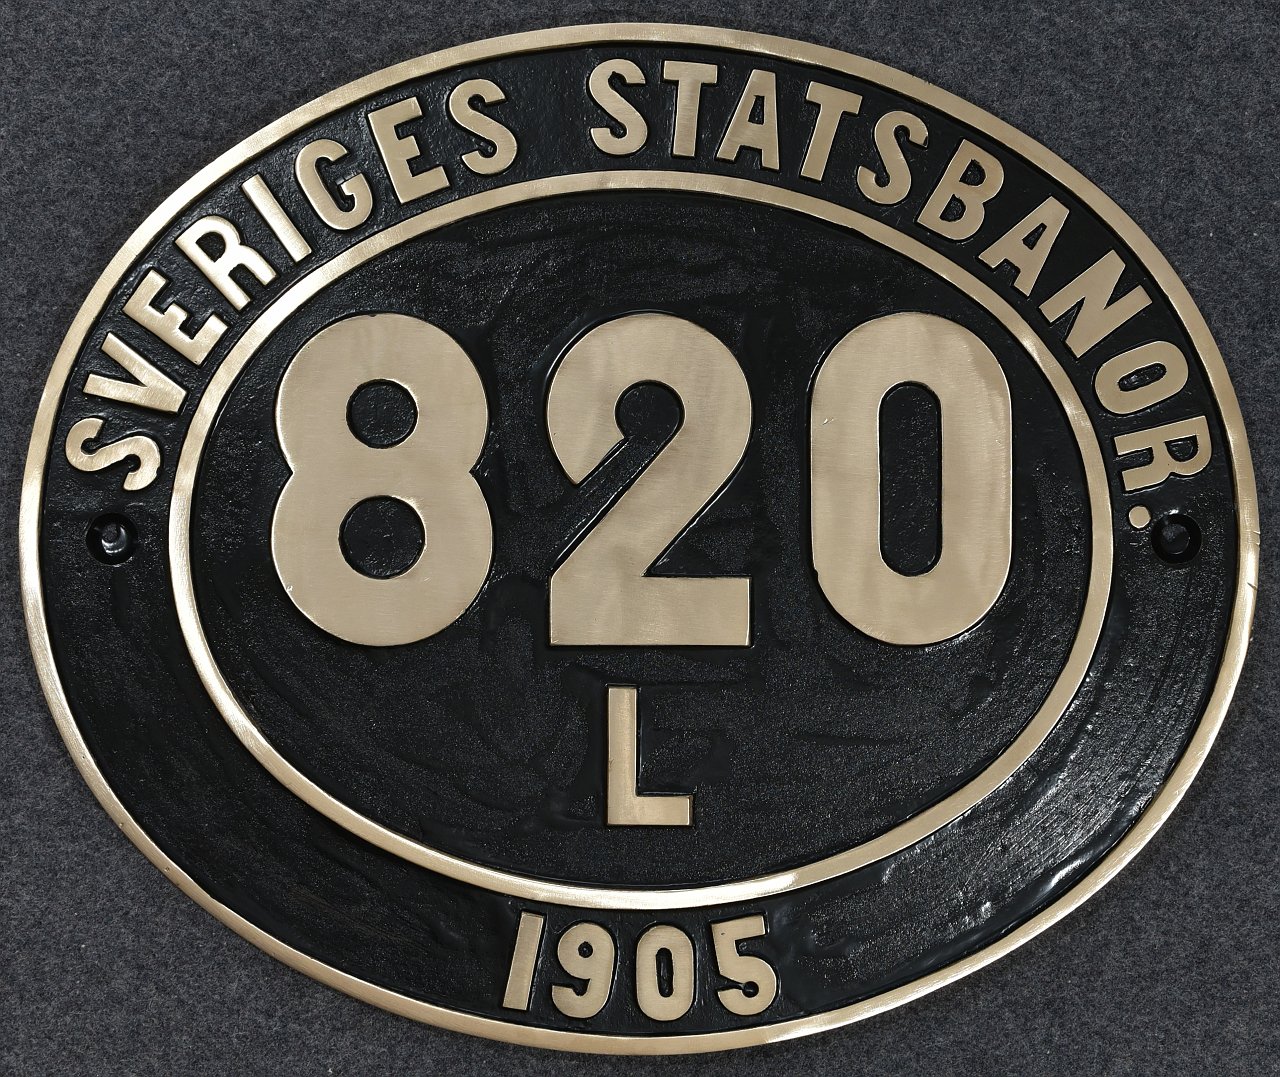 SVERIGES STATSBANOR.
820
L
1905